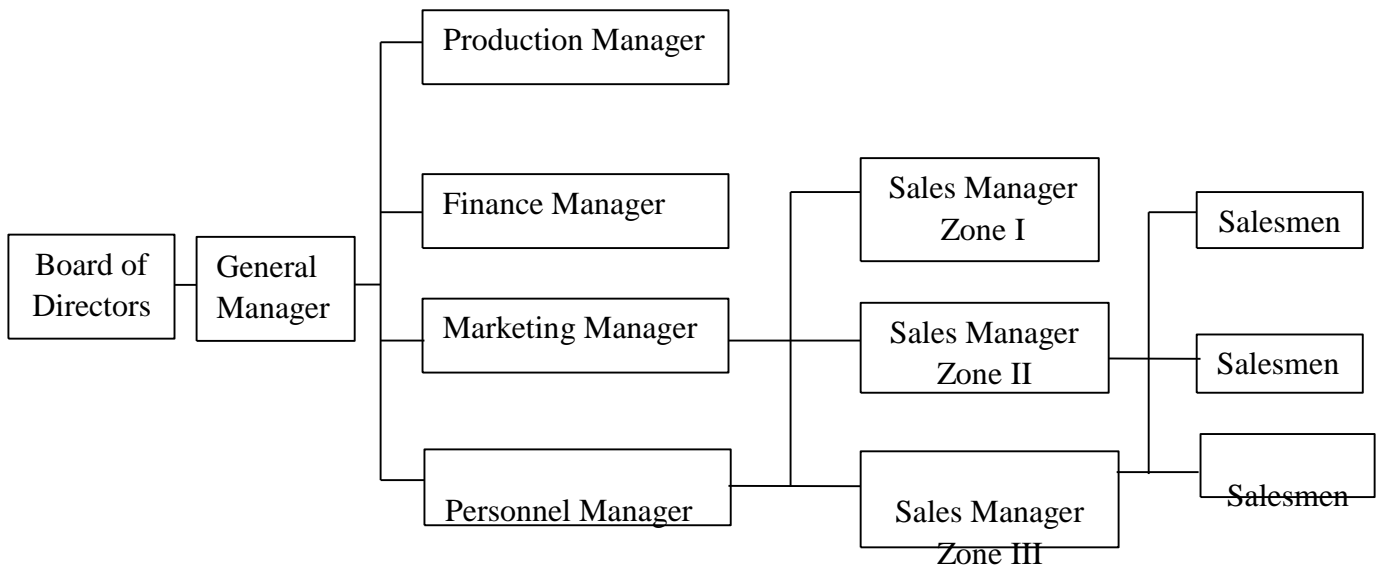 Board of
Directors
General
Manager
Production Manager
Finance Manager
Marketing Manager
Personnel Manager
Sales Manager
Zone I
Sales Manager
Zone II
Sales Manager
Zone III
Salesmen
Salesmen
Salesmen